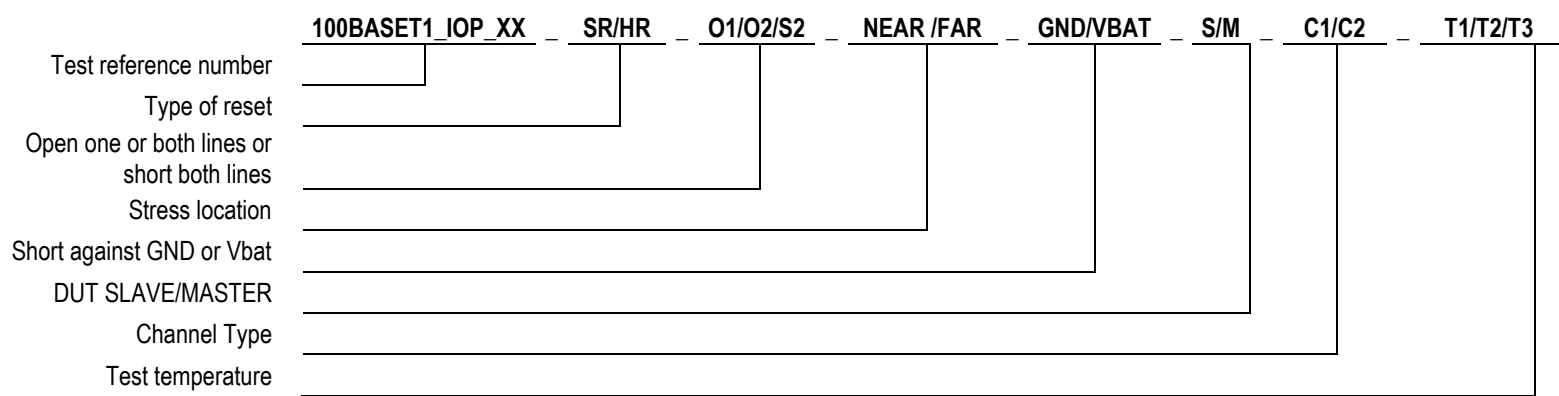 100BASET1_IOP_XX _ SR/HR _ O1/O2/S2 _ NEAR /FAR _ GND/VBAT _ S/M _ C1/C2 _ T1/T2/T3
Test reference number
Type of reset
Open one or both lines or
short both lines
Stress location
Short against GND or Vbat
DUT SLAVE/MASTER
Channel Type
Test temperature